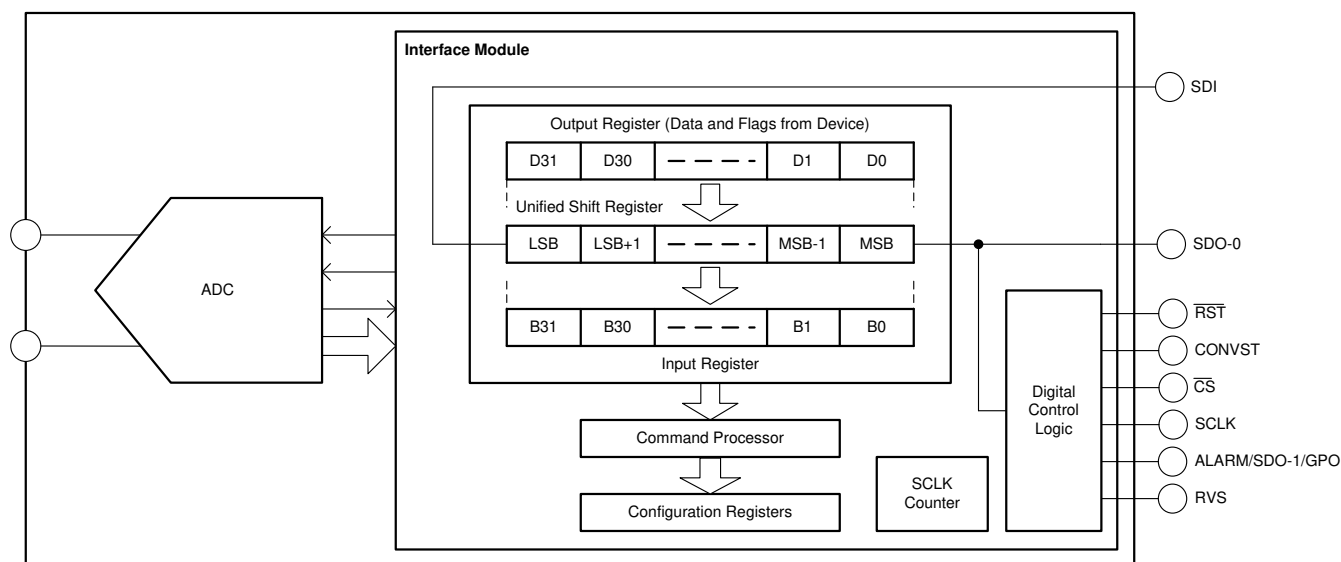 Interface Module
SDI
Output Register (Data and Flags from Device)
D31 D30 D1 D0
Unified Shift Register
LSB LSB+1 MSB-1 MSB
SDO-0
ADC
B31 B30 B1 B0
Input Register
RST
CONVST
CS
SCLK
ALARM/SDO-1/GPO
RVS
Digital
Control
Logic
Command Processor
SCLK
Counter
Configuration Registers